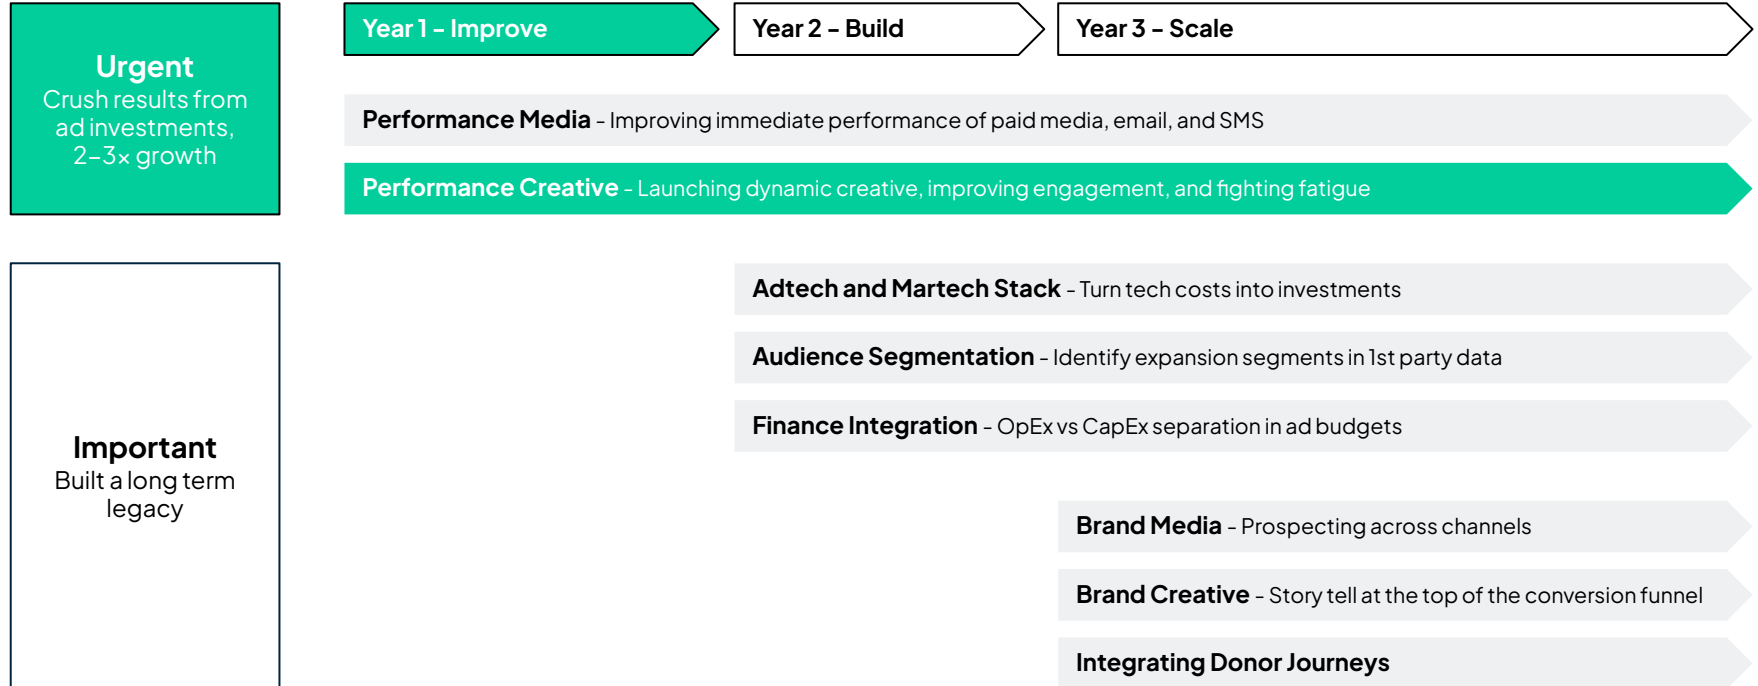 Urgent
Crush results from
ad investments,
2–3× growth
Year 1 – Improve
Year 2 – Build
Year 3 – Scale
Performance Media - Improving immediate performance of paid media, email, and SMS
Performance Creative - Launching dynamic creative, improving engagement, and fighting fatigue
Important
Built a long term
legacy
Adtech and Martech Stack - Turn tech costs into investments
Audience Segmentation - Identify expansion segments in 1st party data
Finance Integration - OpEx vs CapEx separation in ad budgets
Brand Media - Prospecting across channels
Brand Creative - Story tell at the top of the conversion funnel
Integrating Donor Journeys